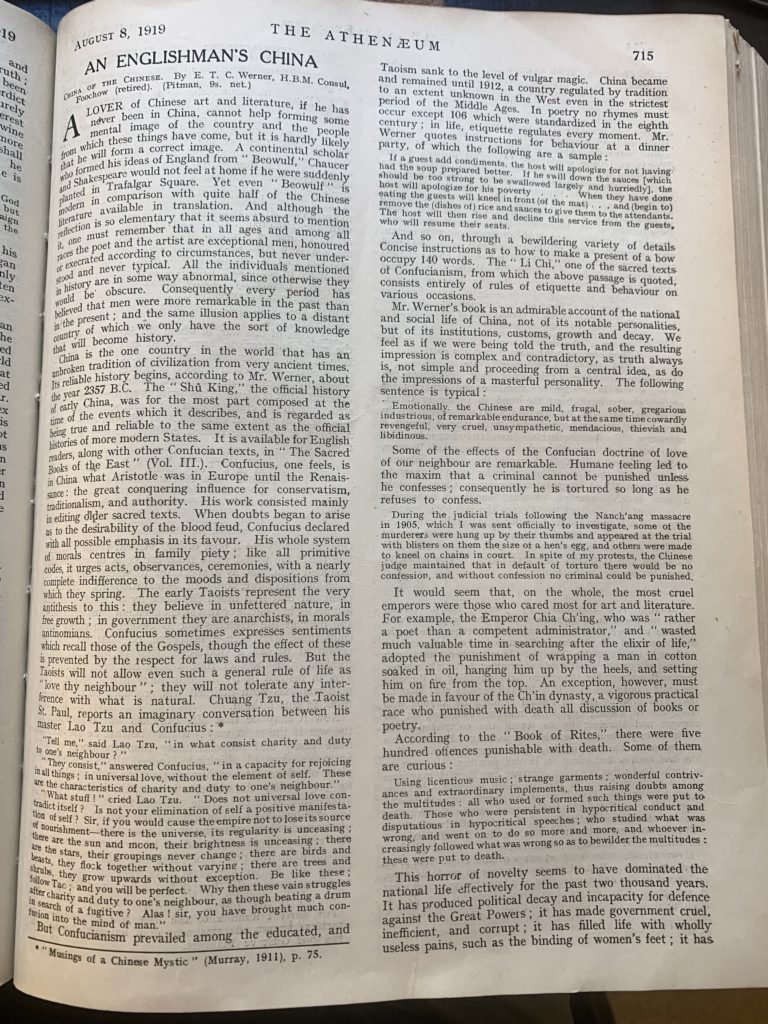 19
and
ruth;
been
rdict
urely
erest
wine
more
shall
he
e is
God
but
aign
the
his
gan
nly
ten
ex-
an
he
ed
ld
at
ed
r.
ex
is
ot
us
n
d
e
AUGUST 8, 1919
THE ATHENÆUM
715
AN ENGLISHMAN'S CHINA
CHINA OF THE CHINESE. By E. T. C. Werner, H.B.M. Consul,
Foochow (retired). (Pitman, 9s. net.)
A LOVER of Chinese art and literature, if he has
never been in China, cannot help forming some
mental image of the country and the people
from which these things have come, but it is hardly likely
that he will form a correct image. A continental scholar
who formed his ideas of England from "Beowulf," Chaucer
and Shakespeare would not feel at home if he were suddenly
planted in Trafalgar Square. Yet even "Beowulf" is
modern in comparison with quite half of the Chinese
literature available in translation. And although the
reflection is so elementary that it seems absurd to mention
it, one must remember that in all ages and among all
races the poet and the artist are exceptional men, honoured
or execrated according to circumstances, but never under-
stood and never typical. All the individuals mentioned
in history are in some way abnormal, since otherwise they
would be obscure. Consequently every period has
believed that men were more remarkable in the past than
in the present; and the same illusion applies to a distant
country of which we only have the sort of knowledge
that will become history.
China is the one country in the world that has an
unbroken tradition of civilization from very ancient times.
Its reliable history begins, according to Mr. Werner, about
the year 2357 B.C. The "Shû King," the official history
of early China, was for the most part composed at the
time of the events which it describes, and is regarded as
being true and reliable to the same extent as the official
histories of more modern States. It is available for English
readers, along with other Confucian texts, in "The Sacred
Books of the East" (Vol. III.). Confucius, one feels, is
in China what Aristotle was in Europe until the Renais-
sance: the great conquering influence for conservatism,
traditionalism, and authority. His work consisted mainly
in editing older sacred texts. When doubts began to arise
as to the desirability of the blood feud, Confucius declared
with all possible emphasis in its favour. His whole system
of morals centres in family piety; like all primitive
codes, it urges acts, observances, ceremonies, with a nearly
complete indifference to the moods and dispositions from
which they spring. The early Taoists represent the very
antithesis to this: they believe in unfettered nature, in
free growth; in government they are anarchists, in morals
antinomians. Confucius sometimes expresses sentiments
which recall those of the Gospels, though the effect of these
is prevented by the respect for laws and rules. But the
Taoists will not allow even such a general rule of life as
"love thy neighbour"; they will not tolerate any inter-
ference with what is natural. Chuang Tzu, the Taoist
St. Paul, reports an imaginary conversation between his
master Lao Tzu and Confucius:*
"Tell me," said Lao Tzu, "in what consist charity and duty
to one's neighbour?"
"They consist," answered Confucius, "in a capacity for rejoicing
in all things; in universal love, without the element of self. These
are the characteristics of charity and duty to one's neighbour."
"What stuff!" cried Lao Tzu. "Does not universal love con-
tradict itself? Is not your elimination of self a positive manifesta-
tion of self? Sir, if you would cause the empire not to lose its source
of nourishment—there is the universe, its regularity is unceasing;
there are the sun and moon, their brightness is unceasing; there
are the stars, their groupings never change; there are birds and
beasts, they flock together without varying; there are trees and
shrubs, they grow upwards without exception. Be like these;
follow Tao; and you will be perfect. Why then these vain struggles
after charity and duty to one's neighbour, as though beating a drum
in search of a fugitive? Alas! sir, you have brought much con-
fusion into the mind of man."
But Confucianism prevailed among the educated, and
* "Musings of a Chinese Mystic" (Murray, 1911), p. 75.
Taoism sank to the level of vulgar magic. China became
and remained until 1912, a country regulated by tradition
to an extent unknown in the West even in the strictest
period of the Middle Ages. In poetry no rhymes must
occur except 106 which were standardized in the eighth
century; in life, etiquette regulates every moment. Mr.
Werner quotes instructions for behaviour at a dinner
party, of which the following are a sample:
If a guest add condiments, the host will apologize for not having
had the soup prepared better. If he swill down the sauces [which
should be too strong to be swallowed largely and hurriedly], the
host will apologize for his poverty . . . . When they have done
eating the guests will kneel in front (of the mat) . . . and (begin to)
remove the (dishes of) rice and sauces to give them to the attendants.
The host will then rise and decline this service from the guests,
who will resume their seats.
And so on, through a bewildering variety of details
Concise instructions as to how to make a present of a bow
occupy 140 words. The "Li Chi," one of the sacred texts
of Confucianism, from which the above passage is quoted,
consists entirely of rules of etiquette and behaviour on
various occasions.
Mr. Werner's book is an admirable account of the national
and social life of China, not of its notable personalities,
but of its institutions, customs, growth and decay. We
feel as if we were being told the truth, and the resulting
impression is complex and contradictory, as truth always
is, not simple and proceeding from a central idea, as do
the impressions of a masterful personality. The following
sentence is typical:
Emotionally the Chinese are mild, frugal, sober, gregarious
industrious, of remarkable endurance, but at the same time cowardly
revengeful, very cruel, unsympathetic, mendacious, thievish and
libidinous.
Some of the effects of the Confucian doctrine of love
of our neighbour are remarkable. Humane feeling led to
the maxim that a criminal cannot be punished unless
he confesses; consequently he is tortured so long as he
refuses to confess.
During the judicial trials following the Nanch'ang massacre
in 1905, which I was sent officially to investigate, some of the
murderers were hung up by their thumbs and appeared at the trial
with blisters on them the size of a hen's egg, and others were made
to kneel on chains in court. In spite of my protests, the Chinese
judge maintained that in default of torture there would be no
confession, and without confession no criminal could be punished.
It would seem that, on the whole, the most cruel
emperors were those who cared most for art and literature.
For example, the Emperor Chia Ch'ing, who was "rather
a poet than a competent administrator," and "wasted
much valuable time in searching after the elixir of life,"
adopted the punishment of wrapping a man in cotton
soaked in oil, hanging him up by the heels, and setting
him on fire from the top. An exception, however, must
be made in favour of the Ch'in dynasty, a vigorous practical
race who punished with death all discussion of books or
poetry.
According to the "Book of Rites," there were five
hundred offences punishable with death. Some of them
are curious:
Using licentious music; strange garments; wonderful contriv-
ances and extraordinary implements, thus raising doubts among
the multitudes: all who used or formed such things were put to
death. Those who were persistent in hypocritical conduct and
disputatious in hypocritical speeches; who studied what was
wrong, and went on to do so more and more, and whoever in-
creasingly followed what was wrong so as to bewilder the multitudes:
these were put to death.
This horror of novelty seems to have dominated the
national life effectively for the past two thousand years.
It has produced political decay and incapacity for defence
against the Great Powers; it has made government cruel,
inefficient, and corrupt; it has filled life with wholly
useless pains, such as the binding of women's feet; it has